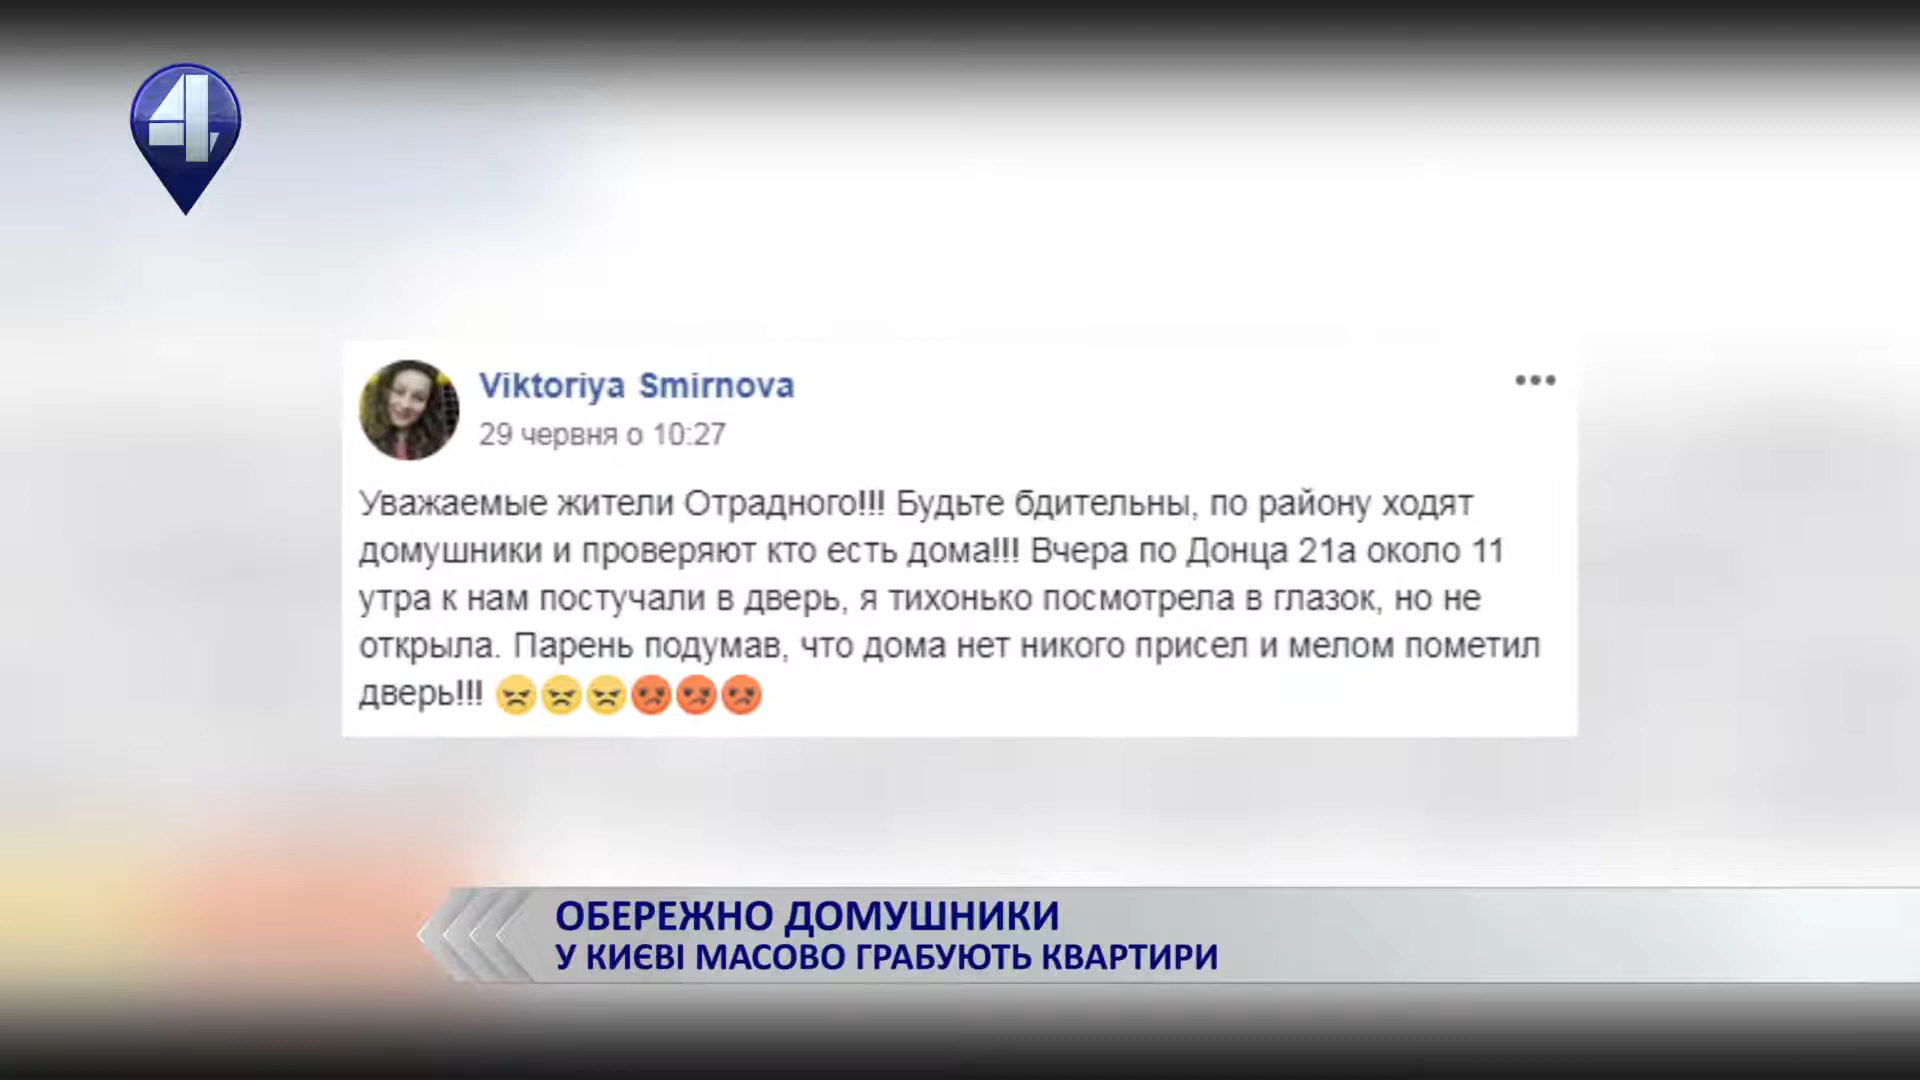 4
Viktoriya Smirnova
29 червня о 10:27
Уважаемые жители Отрадного!!! Будьте бдительны, по району ходят
домушники и проверяют кто есть дома!!! Вчера по Донца 21а около 11
утра к нам постучали в дверь, я тихонько посмотрела в глазок, но не
открыла. Парень подумав, что дома нет никого присел и мелом пометил
дверь!!! 😠😠😠😡😡😡
ОБЕРЕЖНО ДОМУШНИКИ
У КИЄВІ МАСОВО ГРАБУЮТЬ КВАРТИРИ